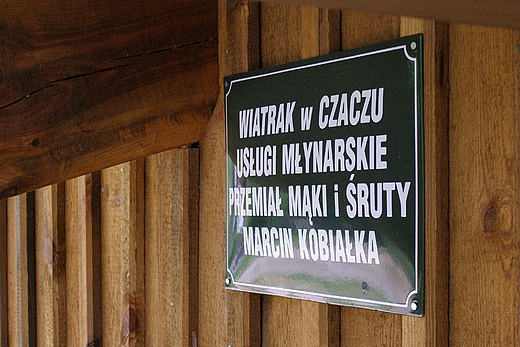 WIATRAK w CZACZU
USŁUGI MŁYNARSKIE
PRZEMIAŁ MĄKI i ŚRUTY
MARCIN KOBIAŁKA